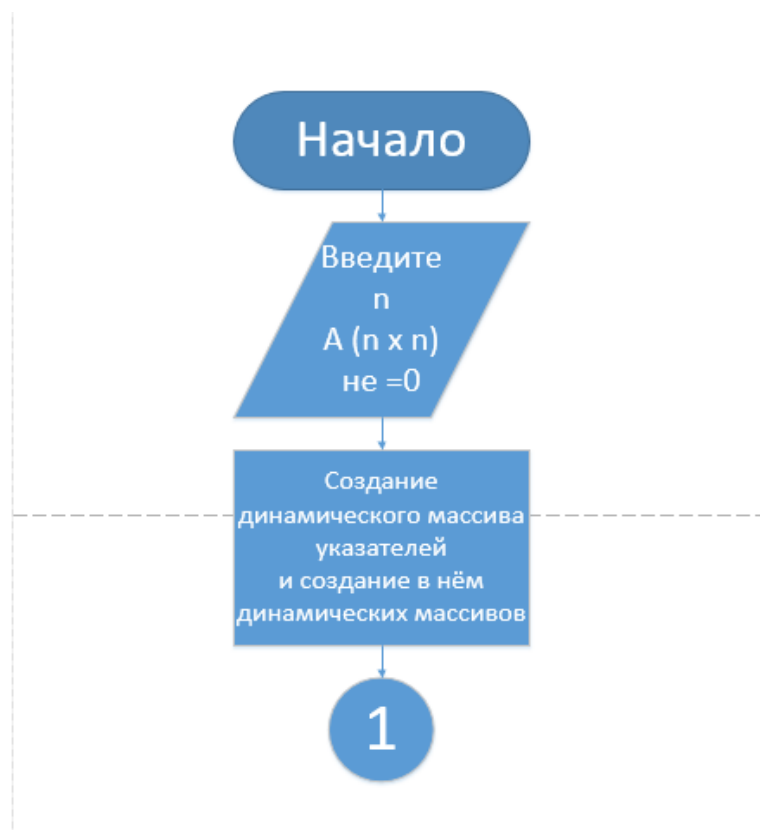 Начало
Введите
n
A (n x n)
не =0
Создание
динамического массива
указателей
и создание в нём
динамических массивов
1